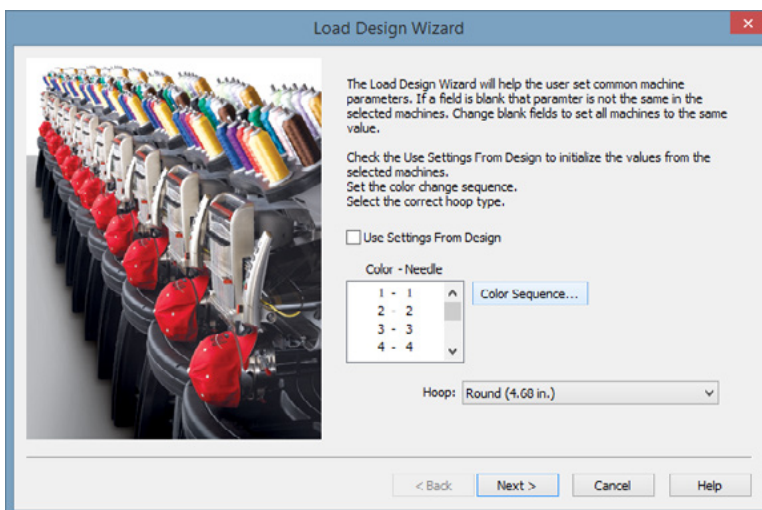 Load Design Wizard
The Load Design Wizard will help the user set common machine
parameters. If a field is blank that paramter is not the same in the
selected machines. Change blank fields to set all machines to the same
value.
Check the Use Settings From Design to initialize the values from the
selected machines.
Set the color change sequence.
Select the correct hoop type.
Use Settings From Design
Color - Needle
1 - 1
Color Sequence...
2 - 2
3 - 3
4 - 4
Hoop: Round (4.68 in.)
< Back Next > Cancel Help